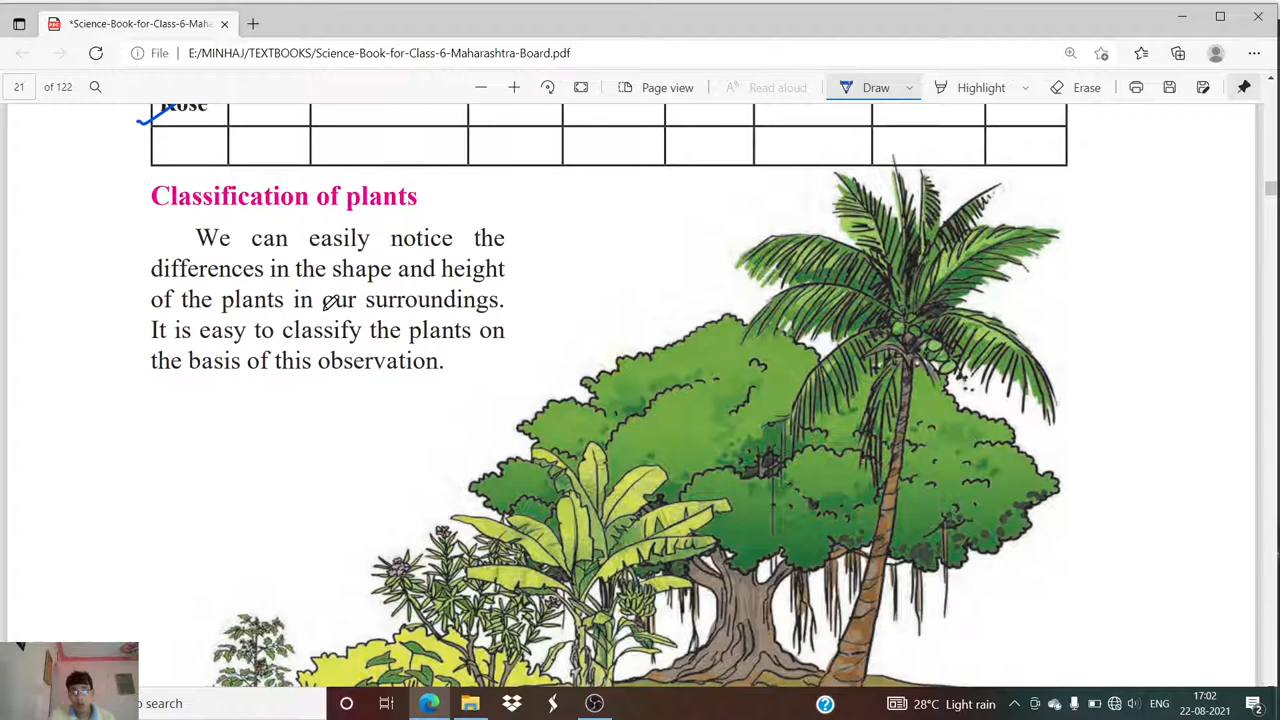 *Science-Book-for-Class-6-Maha
File
E:/MINHAJ/TEXTBOOKS/Science-Book-for-Class-6-Maharashtra-Board.pdf
21 of 122
Page view
Read aloud
Draw
Highlight
Erase
Rose
Classification of plants
We can easily notice the
differences in the shape and height
of the plants in our surroundings.
It is easy to classify the plants on
the basis of this observation.
search
28°C Light rain
17:02
22-08-2021
2